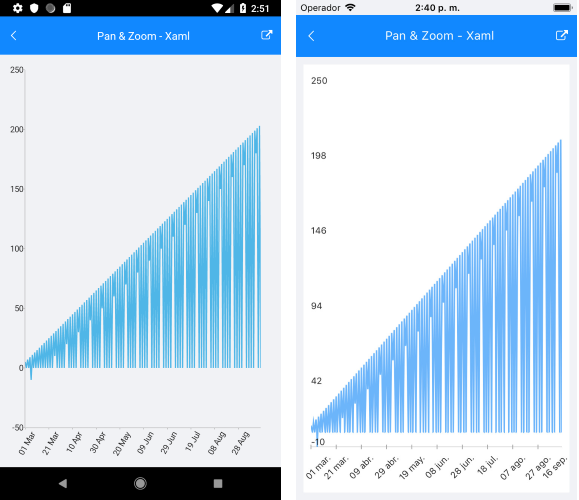 2:51
Pan & Zoom - Xaml
250
200
150
100
50
0
-50
01 Mar
21 Mar
10 Apr
30 Apr
20 May
09 Jun
29 Jun
19 Jul
08 Aug
28 Aug
Operador
2:40 p. m.
Pan & Zoom - Xaml
250
198
146
94
42
-10
01 mar.
21 mar.
09 abr.
29 abr.
19 may.
08 jun.
28 jun.
18 jul.
07 ago.
27 ago.
16 sep.